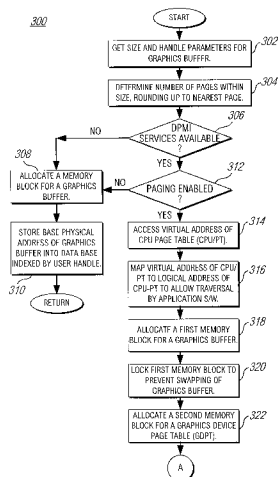 300
START
302
GET SIZE AND HANDLE PARAMETERS FOR
GRAPHICS BUFFER.
304
DETERMINE NUMBER OF PAGES WITHIN
SIZE, ROUNDING UP TO NEAREST PAGE.
306
DPMI
SERVICES AVAILABLE
?
NO
YES
308
ALLOCATE A MEMORY
BLOCK FOR A GRAPHICS
BUFFER.
312
PAGING ENABLED
?
NO
YES
STORE BASE PHYSICAL
ADDRESS OF GRAPHICS
BUFFER INTO DATA BASE
INDEXED BY USER HANDLE.
310
RETURN
314
ACCESS VIRTUAL ADDRESS OF
CPU PAGE TABLE (CPU/PT).
316
MAP VIRTUAL ADDRESS OF CPU/
PT TO LOGICAL ADDRESS OF
CPU-PT TO ALLOW TRAVERSAL
BY APPLICATION S/W.
318
ALLOCATE A FIRST MEMORY
BLOCK FOR A GRAPHICS BUFFER.
320
LOCK FIRST MEMORY BLOCK TO
PREVENT SWAPPING OF
GRAPHICS BUFFER.
322
ALLOCATE A SECOND MEMORY
BLOCK FOR A GRAPHICS DEVICE
PAGE TABLE (GDPT).
A